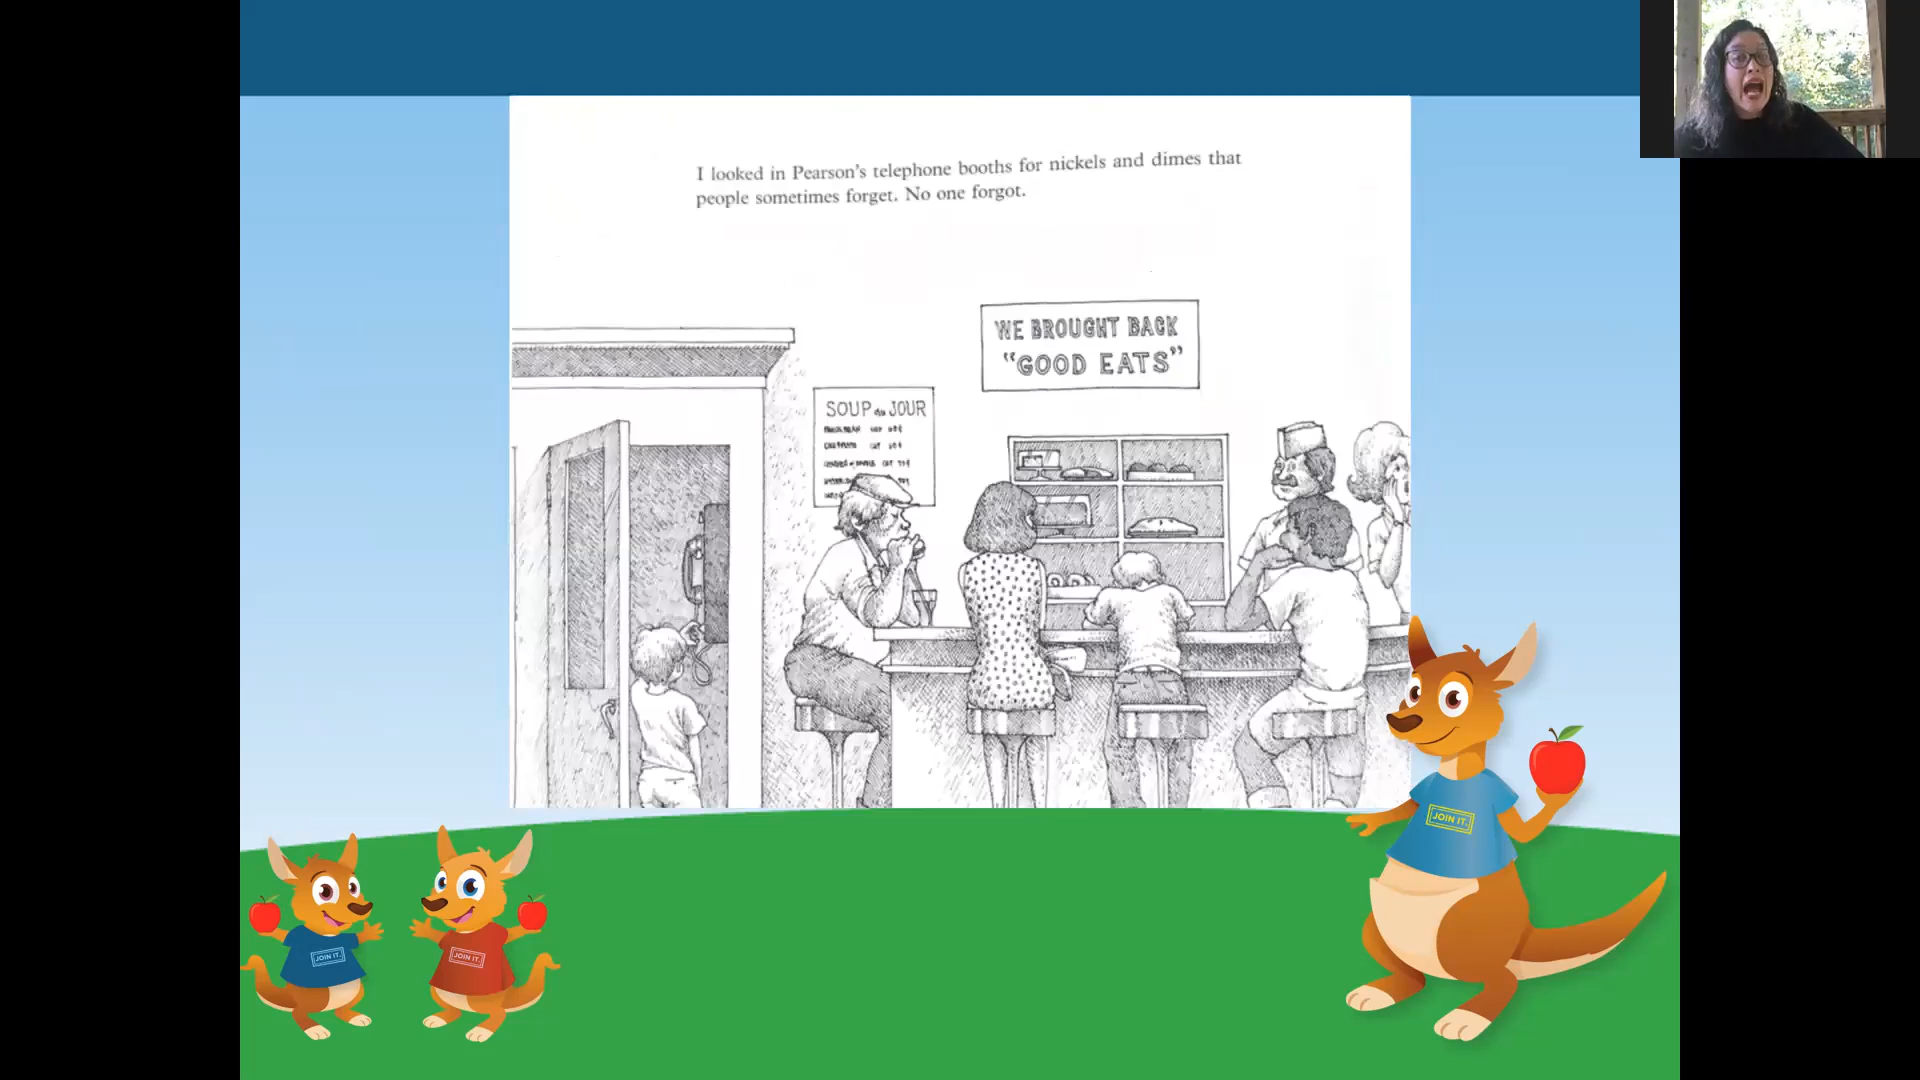 I looked in Pearson's telephone booths for nickels and dimes that
people sometimes forget. No one forgot.
WE BROUGHT BACK
"GOOD EATS"
SOUP du JOUR
JOIN IT.
JOIN IT.
JOIN IT.